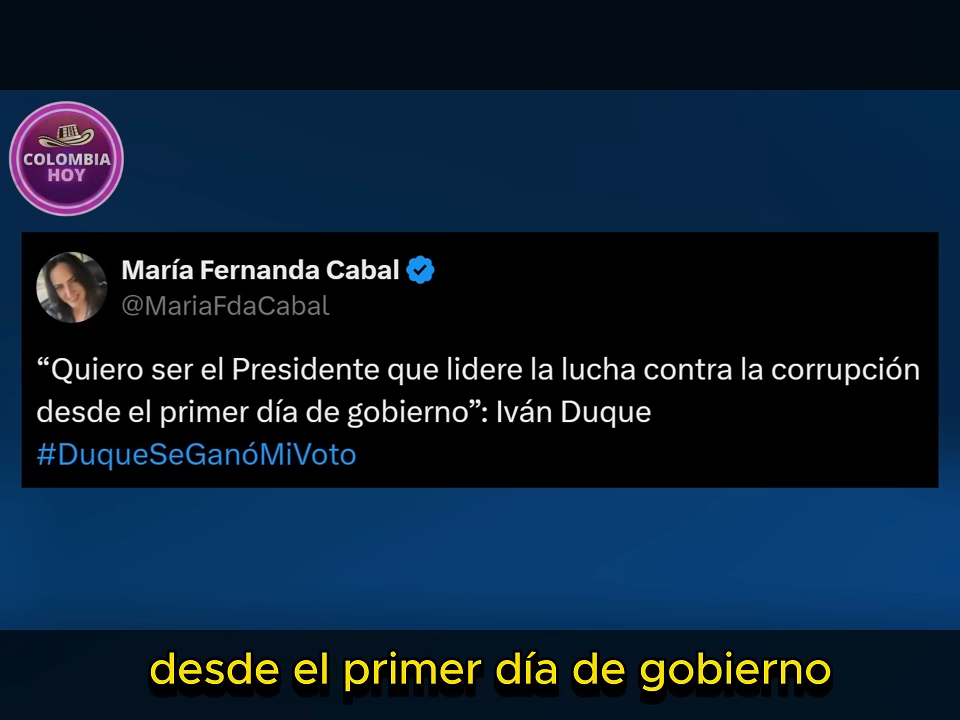 COLOMBIA
HOY
María Fernanda Cabal
@MariaFdaCabal
“Quiero ser el Presidente que lidere la lucha contra la corrupción
desde el primer día de gobierno”: Iván Duque
#DuqueSeGanóMiVoto
desde el primer día de gobierno